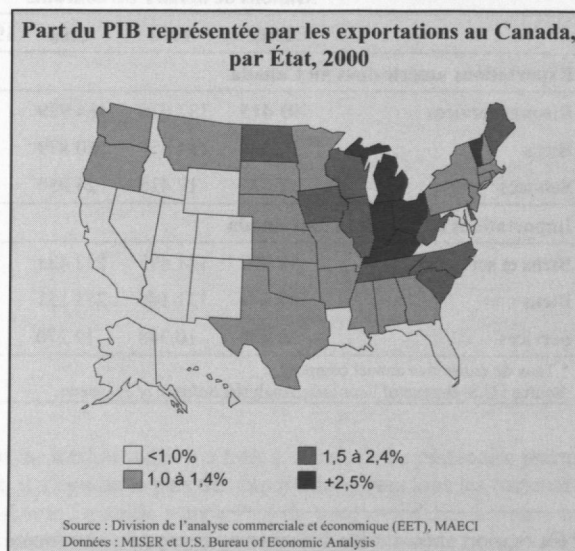 Part du PIB représentée par les exportations au Canada,
par État, 2000
<1,0%
1,0 à 1,4%
1,5 à 2,4%
+2,5%
Source : Division de l'analyse commerciale et économique (EET), MAECI
Données : MISER et U.S. Bureau of Economic Analysis